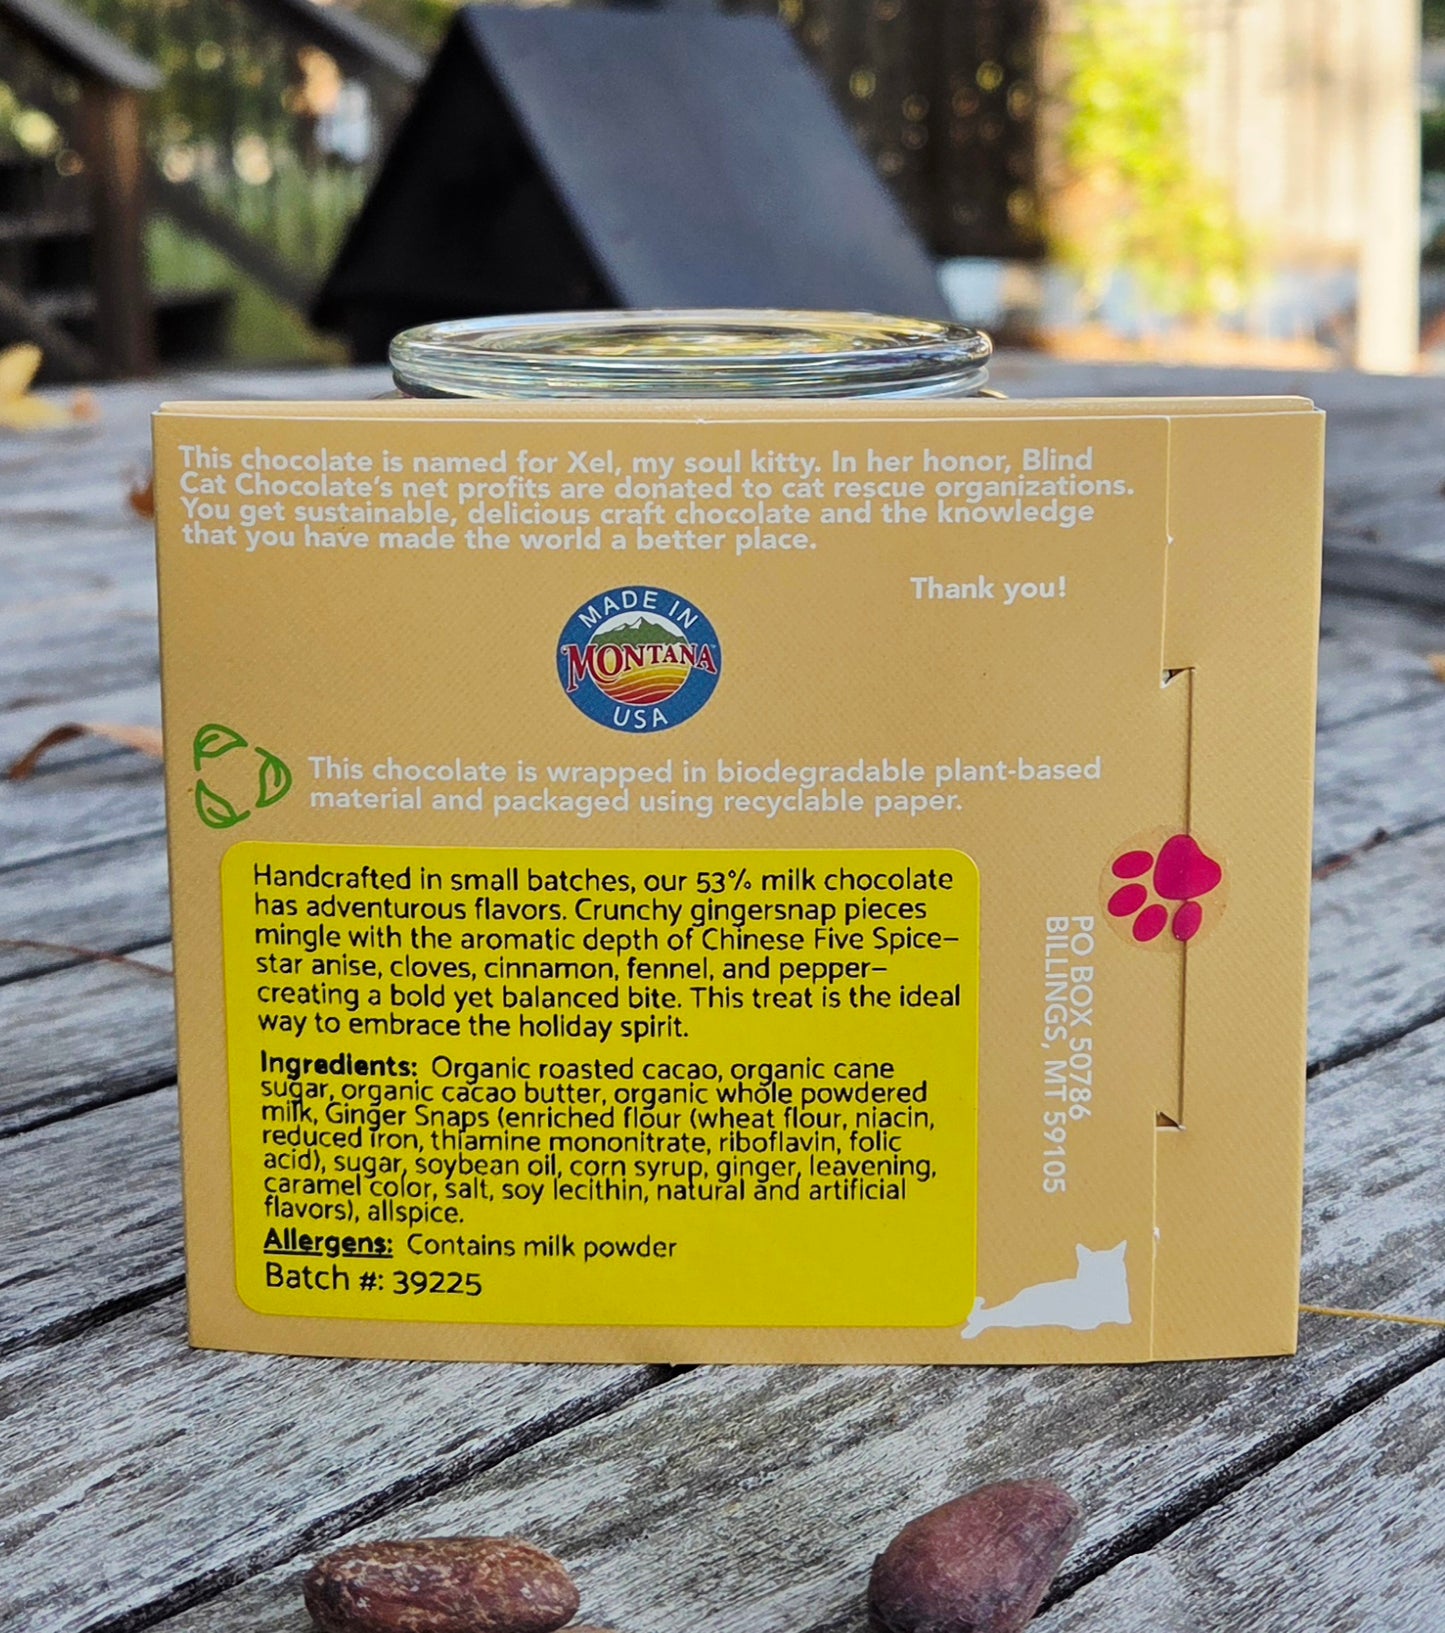 This chocolate is named for Xel, my soul kitty. In her honor, Blind
Cat Chocolate's net profits are donated to cat rescue organizations.
You get sustainable, delicious craft chocolate and the knowledge
that you have made the world a better place.
Thank you!
MADE IN
MONTANA
USA
This chocolate is wrapped in biodegradable plant-based
material and packaged using recyclable paper.
Handcrafted in small batches, our 53% milk chocolate
has adventurous flavors. Crunchy gingersnap pieces
mingle with the aromatic depth of Chinese Five Spice–
star anise, cloves, cinnamon, fennel, and pepper–
creating a bold yet balanced bite. This treat is the ideal
way to embrace the holiday spirit.
Ingredients: Organic roasted cacao, organic cane
sugar, organic cacao butter, organic whole powdered
milk, Ginger Snaps (enriched flour (wheat flour, niacin,
reduced iron, thiamine mononitrate, riboflavin, folic
acid), sugar, soybean oil, corn syrup, ginger, leavening,
caramel color, salt, soy lecithin, natural and artificial
flavors), allspice.
Allergens: Contains milk powder
Batch #: 39225
PO BOX 50786
BILLINGS, MT 59105